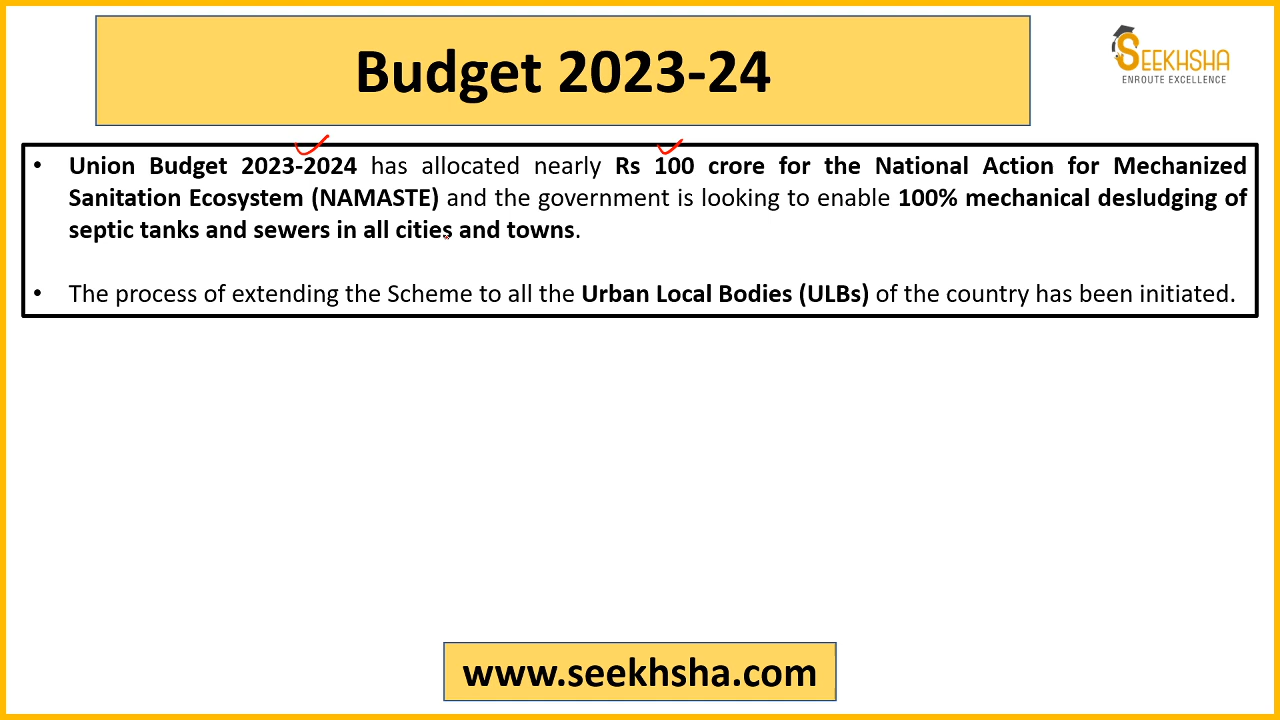 Budget 2023-24
SEEKHSHA
ENROUTE EXCELLENCE
• Union Budget 2023-2024 has allocated nearly Rs 100 crore for the National Action for Mechanized
Sanitation Ecosystem (NAMASTE) and the government is looking to enable 100% mechanical desludging of
septic tanks and sewers in all cities and towns.
• The process of extending the Scheme to all the Urban Local Bodies (ULBs) of the country has been initiated.
www.seekhsha.com